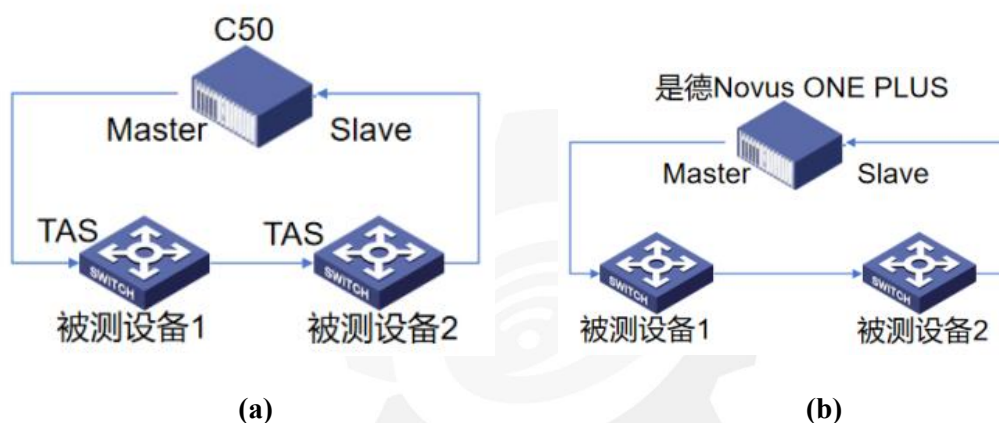 C50
Master Slave
TAS TAS
SWITCH SWITCH
被测设备1 被测设备2
(a)
是德Novus ONE PLUS
Master Slave
SWITCH SWITCH
被测设备1 被测设备2
(b)